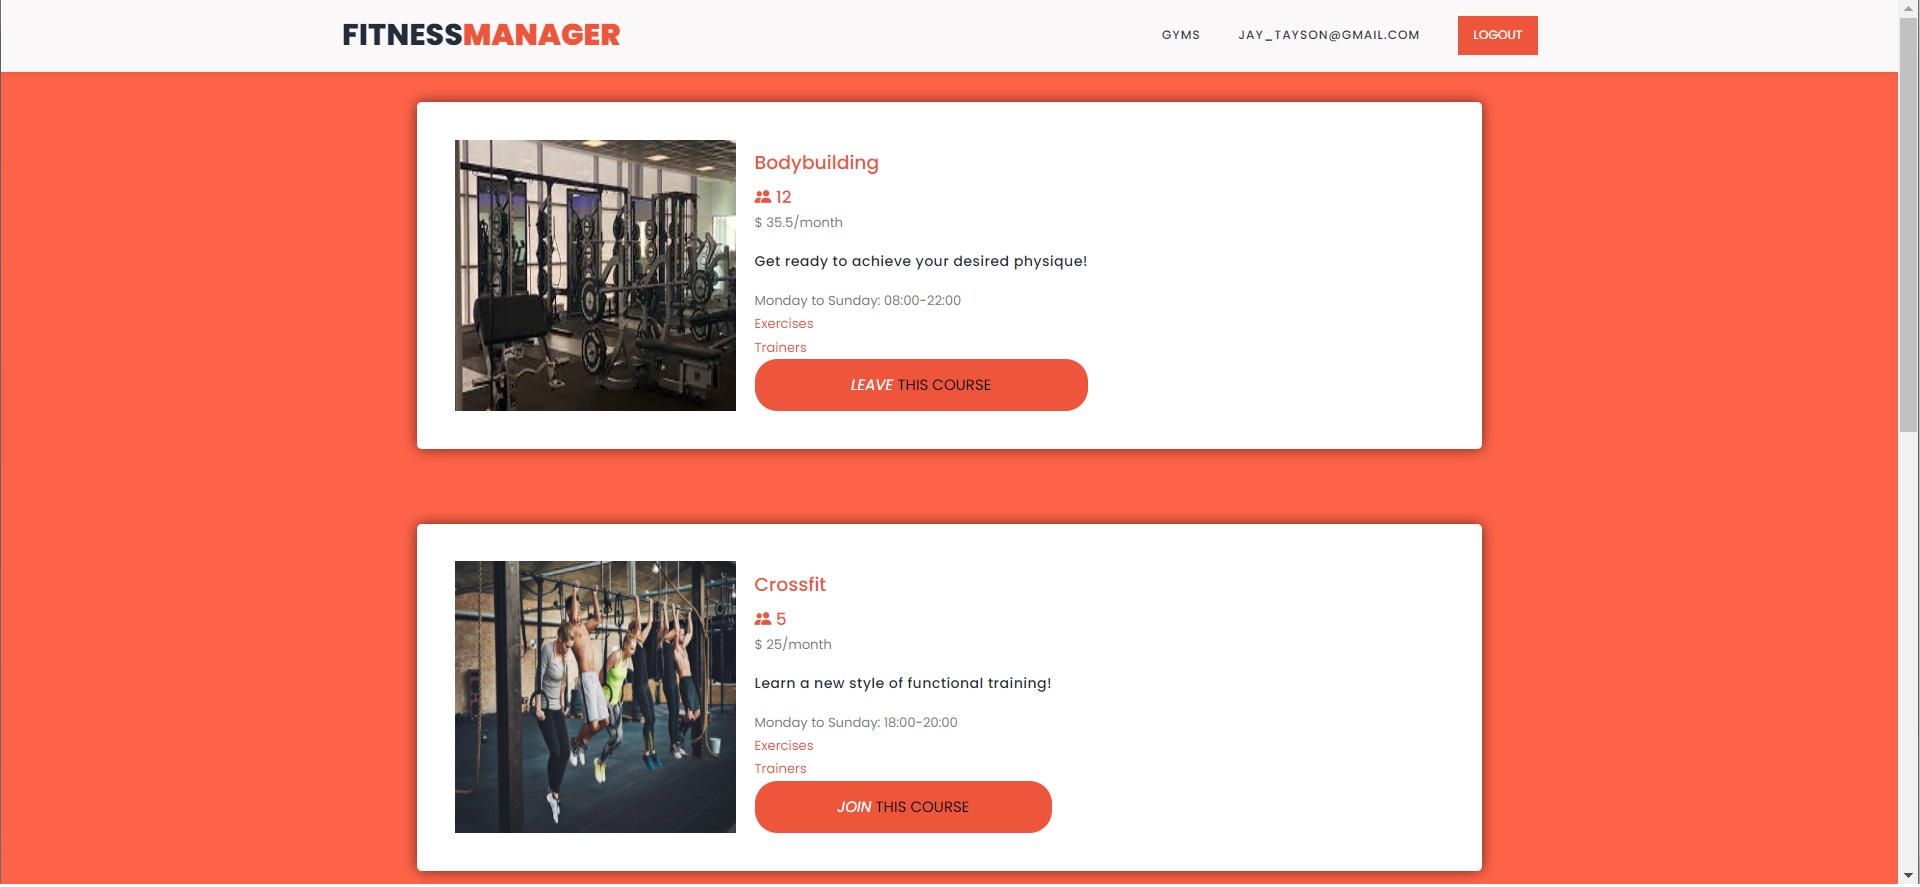 FITNESSMANAGER
GYMS JAY_TAYSON@GMAIL.COM LOGOUT
Bodybuilding
12
$ 35.5/month
Get ready to achieve your desired physique!
Monday to Sunday: 08:00-22:00
Exercises
Trainers
LEAVE THIS COURSE
Crossfit
5
$ 25/month
Learn a new style of functional training!
Monday to Sunday: 18:00-20:00
Exercises
Trainers
JOIN THIS COURSE